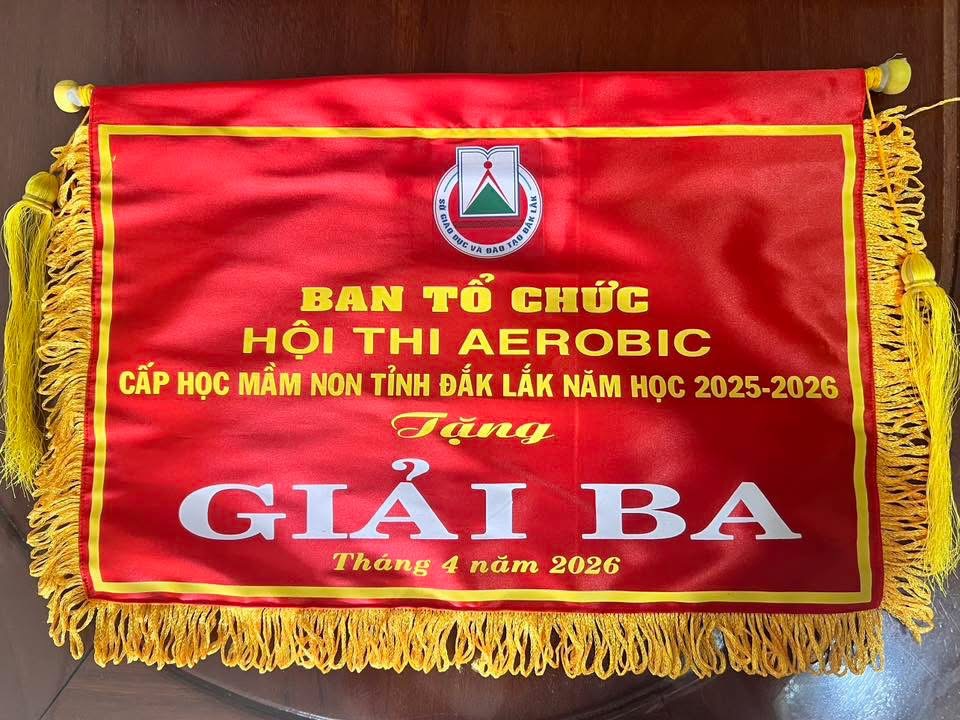 SỞ GIÁO DỤC VÀ ĐÀO TẠO ĐẮK LẮK
BAN TỔ CHỨC
HỘI THI AEROBIC
CẤP HỌC MẦM NON TỈNH ĐẮK LẮK NĂM HỌC 2025-2026
Tặng
GIẢI BA
Tháng 4 năm 2026